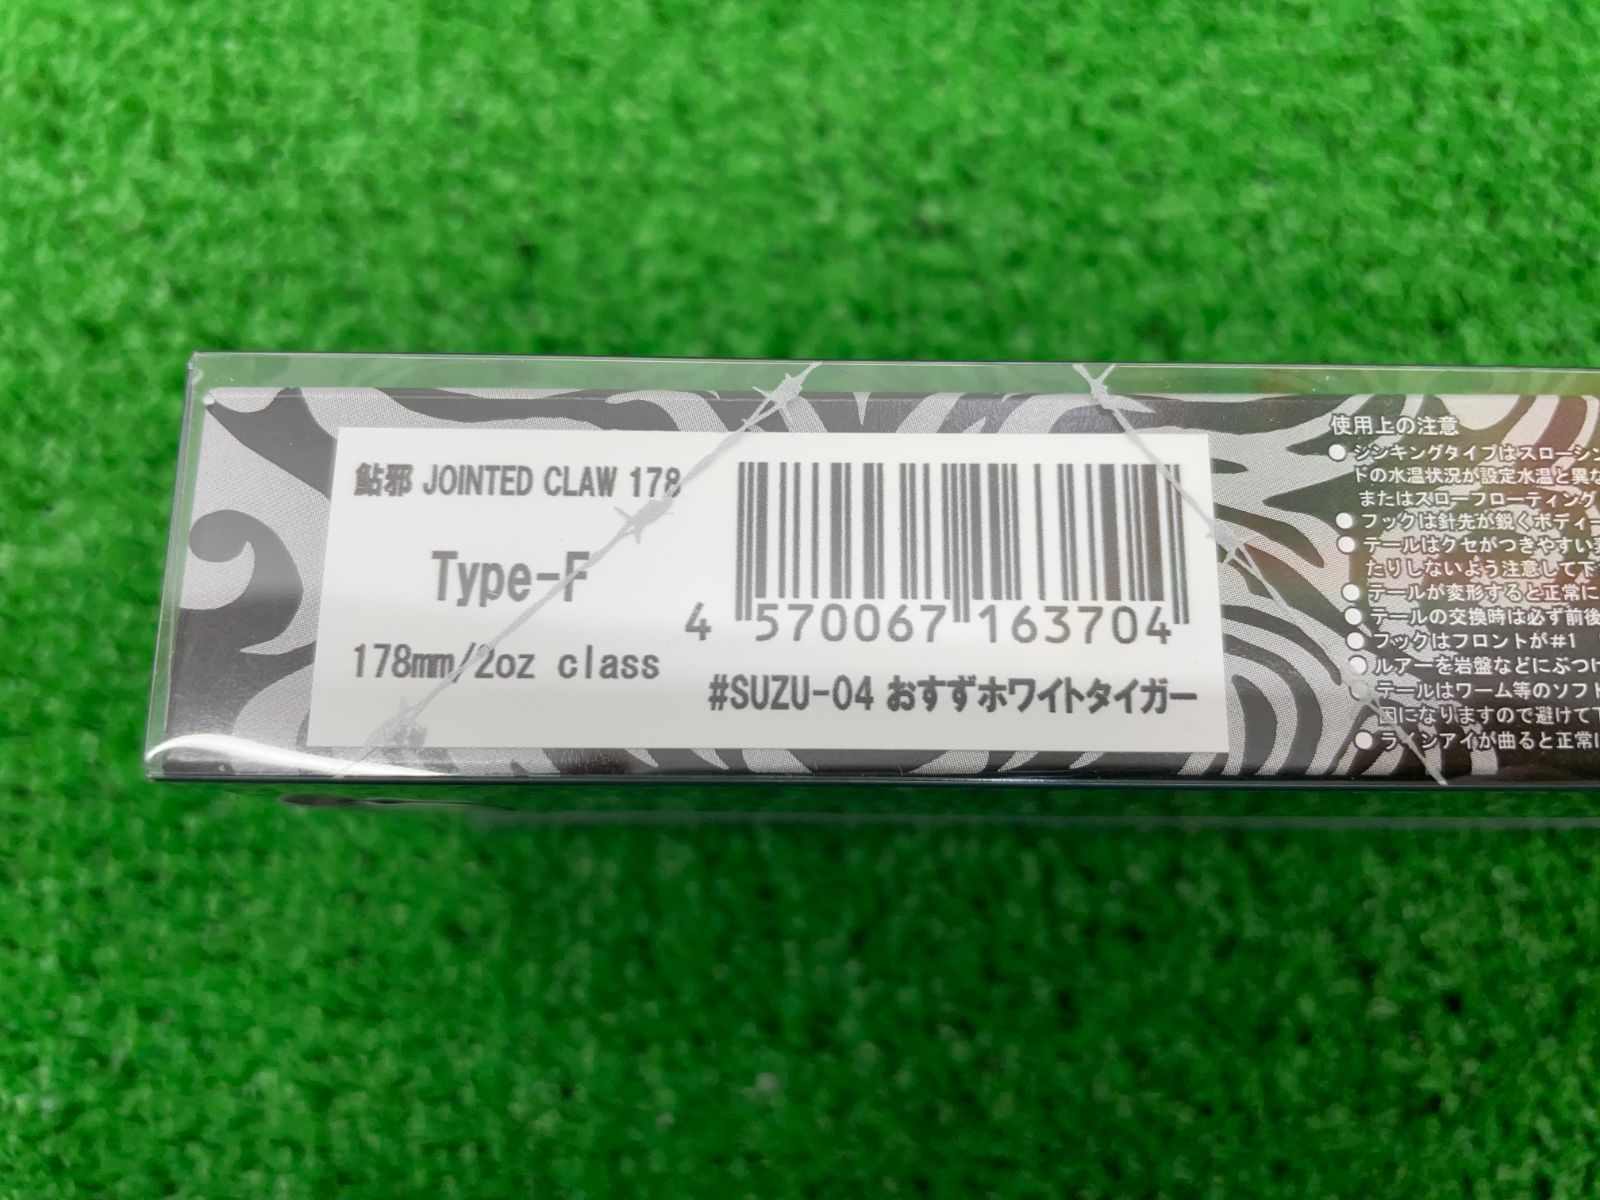 鮎邪 JOINTED CLAW 178
Type-F
178mm/2oz class
4 570067 163704
#SUZU-04 おすずホワイトタイガー
使用上の注意
●シンキングタイプはスローシン
ドの水温状況が設定水温と異な
またはスローフローティング
●フックは針先が鋭くボディー
●テールはクセがつきやすい
たりしないよう注意して下
●テールが変形すると正常に
●テールの交換時は必ず前後
●フックはフロントが#1
●ルアーを岩盤などにぶつけ
●テールはワーム等のソフト
因になりますので避けて下
●ラインアイが曲ると正常に